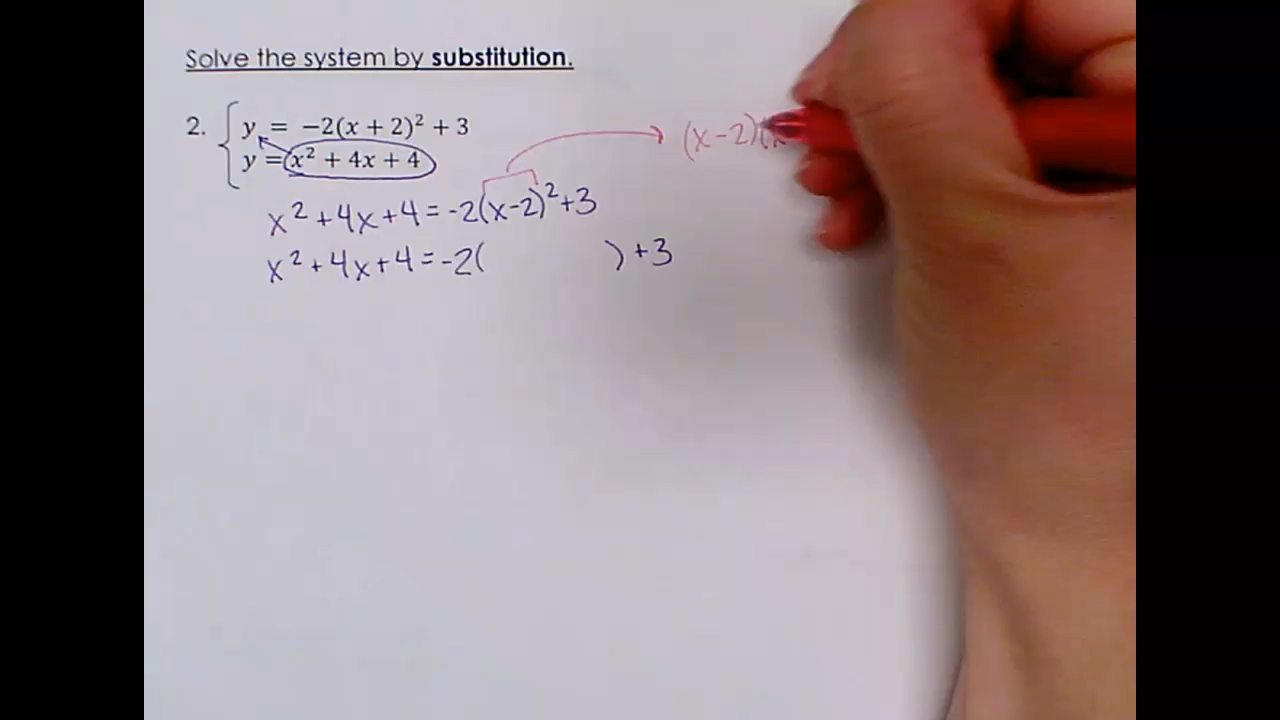 Solve the system by substitution.
2. y = −2(x + 2)² + 3
y = x² + 4x + 4
x² + 4x + 4 = -2(x-2)² + 3
(x-2)(x
x² + 4x + 4 = -2( ) + 3